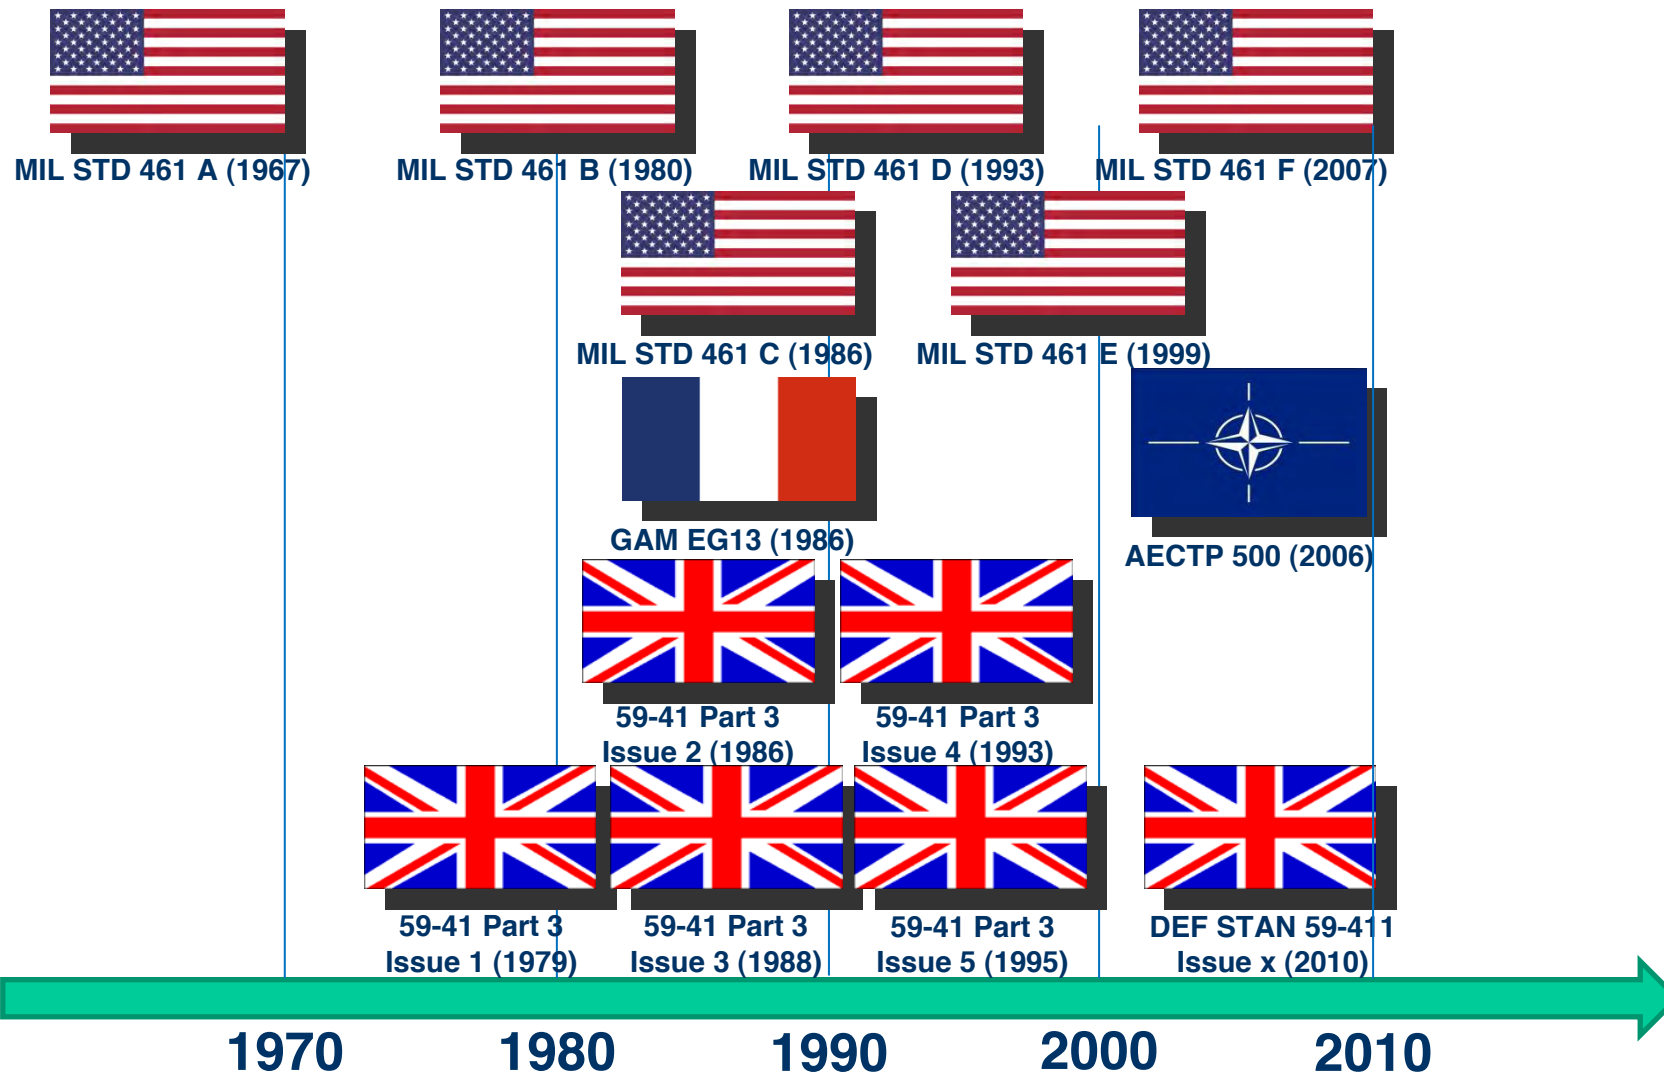 MIL STD 461 A (1967)
MIL STD 461 B (1980)
MIL STD 461 D (1993)
MIL STD 461 F (2007)
MIL STD 461 C (1986)
MIL STD 461 E (1999)
GAM EG13 (1986)
AECTP 500 (2006)
59-41 Part 3
Issue 2 (1986)
59-41 Part 3
Issue 4 (1993)
59-41 Part 3
Issue 1 (1979)
59-41 Part 3
Issue 3 (1988)
59-41 Part 3
Issue 5 (1995)
DEF STAN 59-411
Issue x (2010)
1970
1980
1990
2000
2010